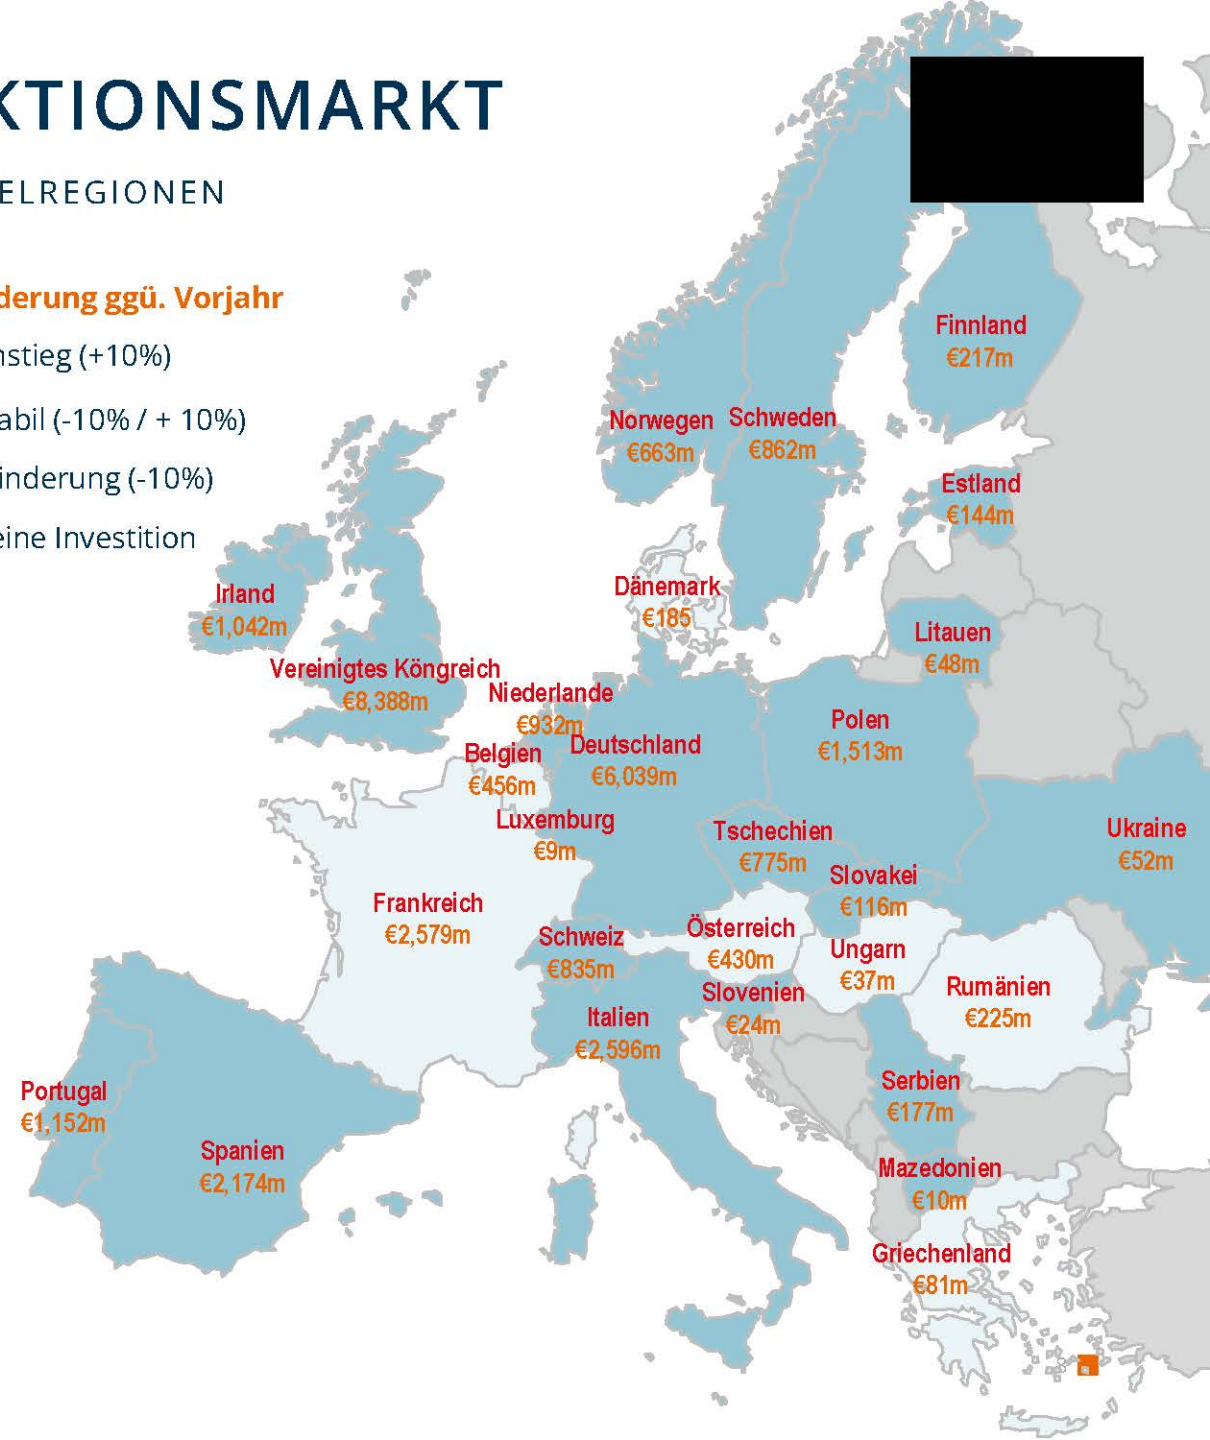 KTIONSMARKT
ELREGIONEN
derung ggü. Vorjahr
nstieg (+10%)
abil (-10% / + 10%)
inderung (-10%)
eine Investition
Finnland
€217m
Norwegen
€663m
Schweden
€862m
Estland
€144m
Dänemark
€185
Irland
€1,042m
Litauen
€48m
Vereinigtes Köngreich
€8,388m
Niederlande
€932m
Polen
€1,513m
Belgien
€456m
Deutschland
€6,039m
Luxemburg
€9m
Tschechien
€775m
Ukraine
€52m
Slovakei
€116m
Frankreich
€2,579m
Schweiz
€835m
Österreich
€430m
Ungarn
€37m
Slovenien
€24m
Rumänien
€225m
Italien
€2,596m
Portugal
€1,152m
Serbien
€177m
Spanien
€2,174m
Mazedonien
€10m
Griechenland
€81m